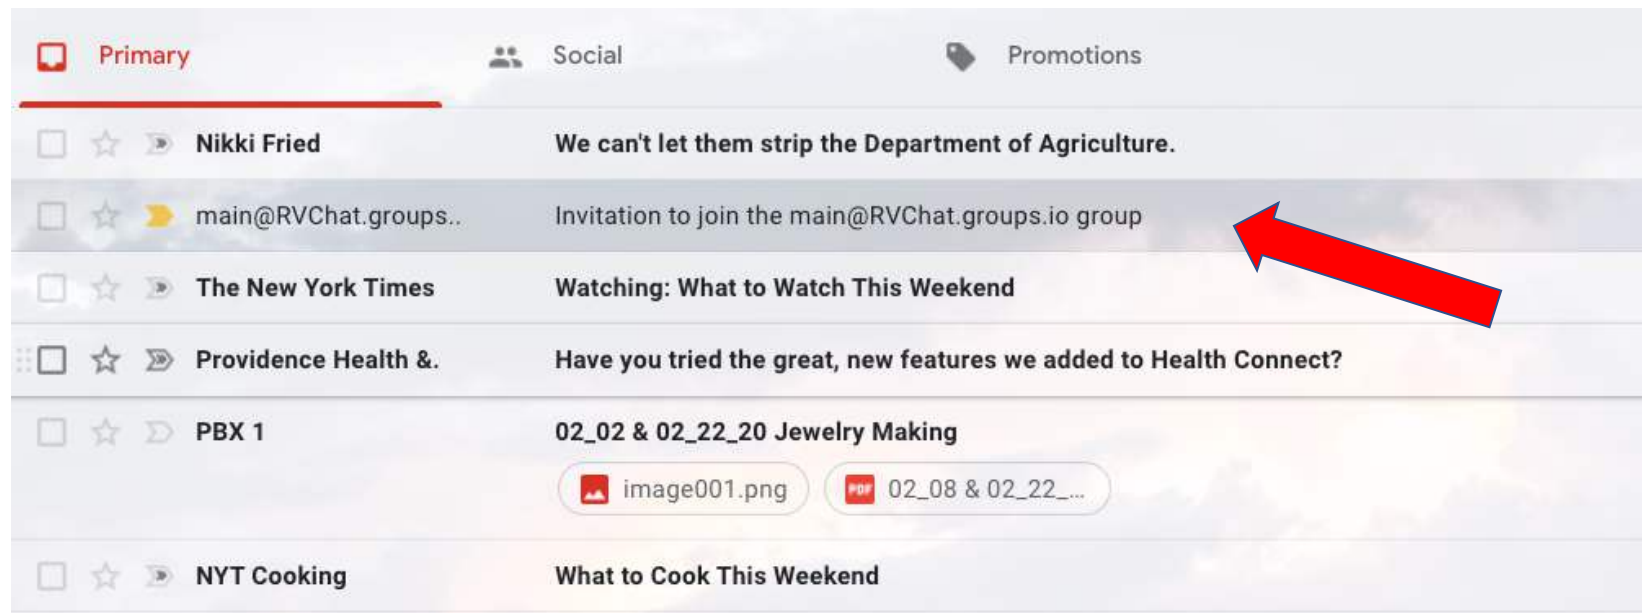 Primary Social Promotions
Nikki Fried We can't let them strip the Department of Agriculture.
main@RVChat.groups.. Invitation to join the main@RVChat.groups.io group
The New York Times Watching: What to Watch This Weekend
Providence Health &. Have you tried the great, new features we added to Health Connect?
PBX 1 02_02 & 02_22_20 Jewelry Making
image001.png PDF 02_08 & 02_22_...
NYT Cooking What to Cook This Weekend